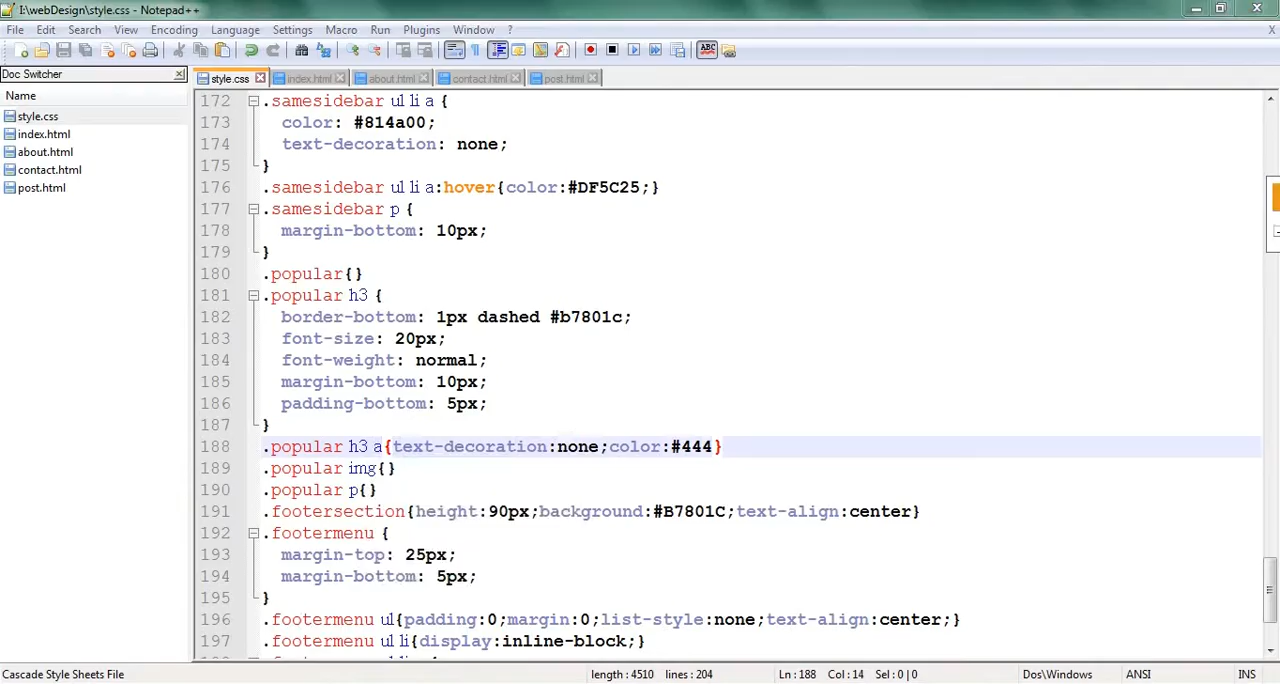 I:\webDesign\style.css - Notepad++
File Edit Search View Encoding Language Settings Macro Run Plugins Window ? X
Doc Switcher
style.css index.html about.html contact.html post.html
Name
style.css
index.html
about.html
contact.html
post.html
172 .samesidebar ul li a {
173 color: #814a00;
174 text-decoration: none;
175 }
176 .samesidebar ul li a:hover{color:#DF5C25;}
177 .samesidebar p {
178 margin-bottom: 10px;
179 }
180 .popular{}
181 .popular h3 {
182 border-bottom: 1px dashed #b7801c;
183 font-size: 20px;
184 font-weight: normal;
185 margin-bottom: 10px;
186 padding-bottom: 5px;
187 }
188 .popular h3 a{text-decoration:none;color:#444}
189 .popular img{}
190 .popular p{}
191 .footersection{height:90px;background:#B7801C;text-align:center}
192 .footermenu {
193 margin-top: 25px;
194 margin-bottom: 5px;
195 }
196 .footermenu ul{padding:0;margin:0;list-style:none;text-align:center;}
197 .footermenu ul li{display:inline-block;}
Cascade Style Sheets File length : 4510 lines : 204 Ln : 188 Col : 14 Sel : 0 | 0 Dos\Windows ANSI INS